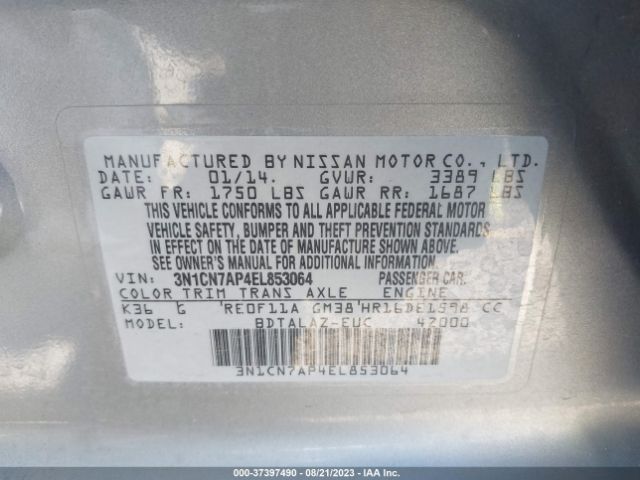 MANUFACTURED BY NISSAN MOTOR CO., LTD.
DATE: 01/14. GVWR: 3389 LBS
GAWR FR: 1750 LBS GAWR RR: 1687 LBS
THIS VEHICLE CONFORMS TO ALL APPLICABLE FEDERAL MOTOR
VEHICLE SAFETY, BUMPER AND THEFT PREVENTION STANDARDS
IN EFFECT ON THE DATE OF MANUFACTURE SHOWN ABOVE.
SEE OWNER'S MANUAL FOR ADDITIONAL INFORMATION.
VIN: 3N1CN7AP4EL853064 PASSENGER CAR.
COLOR TRIM TRANS AXLE ENGINE
K36 G 'RE0F11A GM38'HR16DE1598 CC
MODEL: BDTALAZ-EUC 42000
3N1CN7AP4EL853064
000-37397490 - 08/21/2023 - IAA Inc.